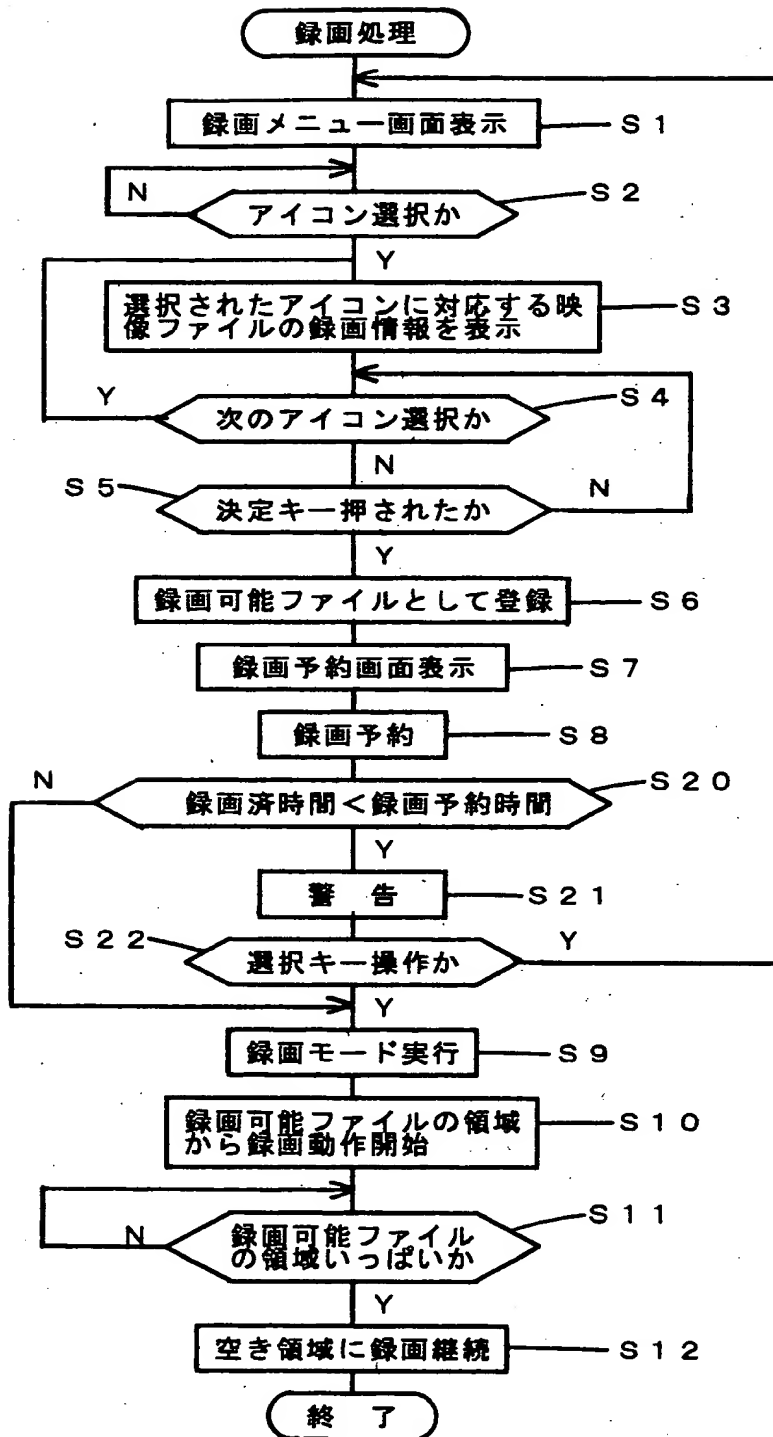 録画処理
録画メニュー画面表示
S1
N
アイコン選択か
S2
Y
選択されたアイコンに対応する映
像ファイルの録画情報を表示
S3
Y
次のアイコン選択か
S4
N
S5
決定キー押されたか
N
Y
録画可能ファイルとして登録
S6
録画予約画面表示
S7
録画予約
S8
N
録画済時間<録画予約時間
S20
Y
警 告
S21
S22
選択キー操作か
Y
Y
録画モード実行
S9
録画可能ファイルの領域
から録画動作開始
S10
N
録画可能ファイル
の領域いっぱいか
S11
Y
空き領域に録画継続
S12
終 了